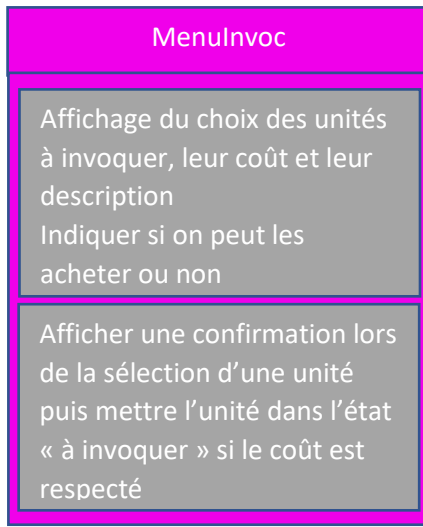 MenuInvoc
Affichage du choix des unités
à invoquer, leur coût et leur
description
Indiquer si on peut les
acheter ou non
Afficher une confirmation lors
de la sélection d’une unité
puis mettre l’unité dans l’état
« à invoquer » si le coût est
respecté